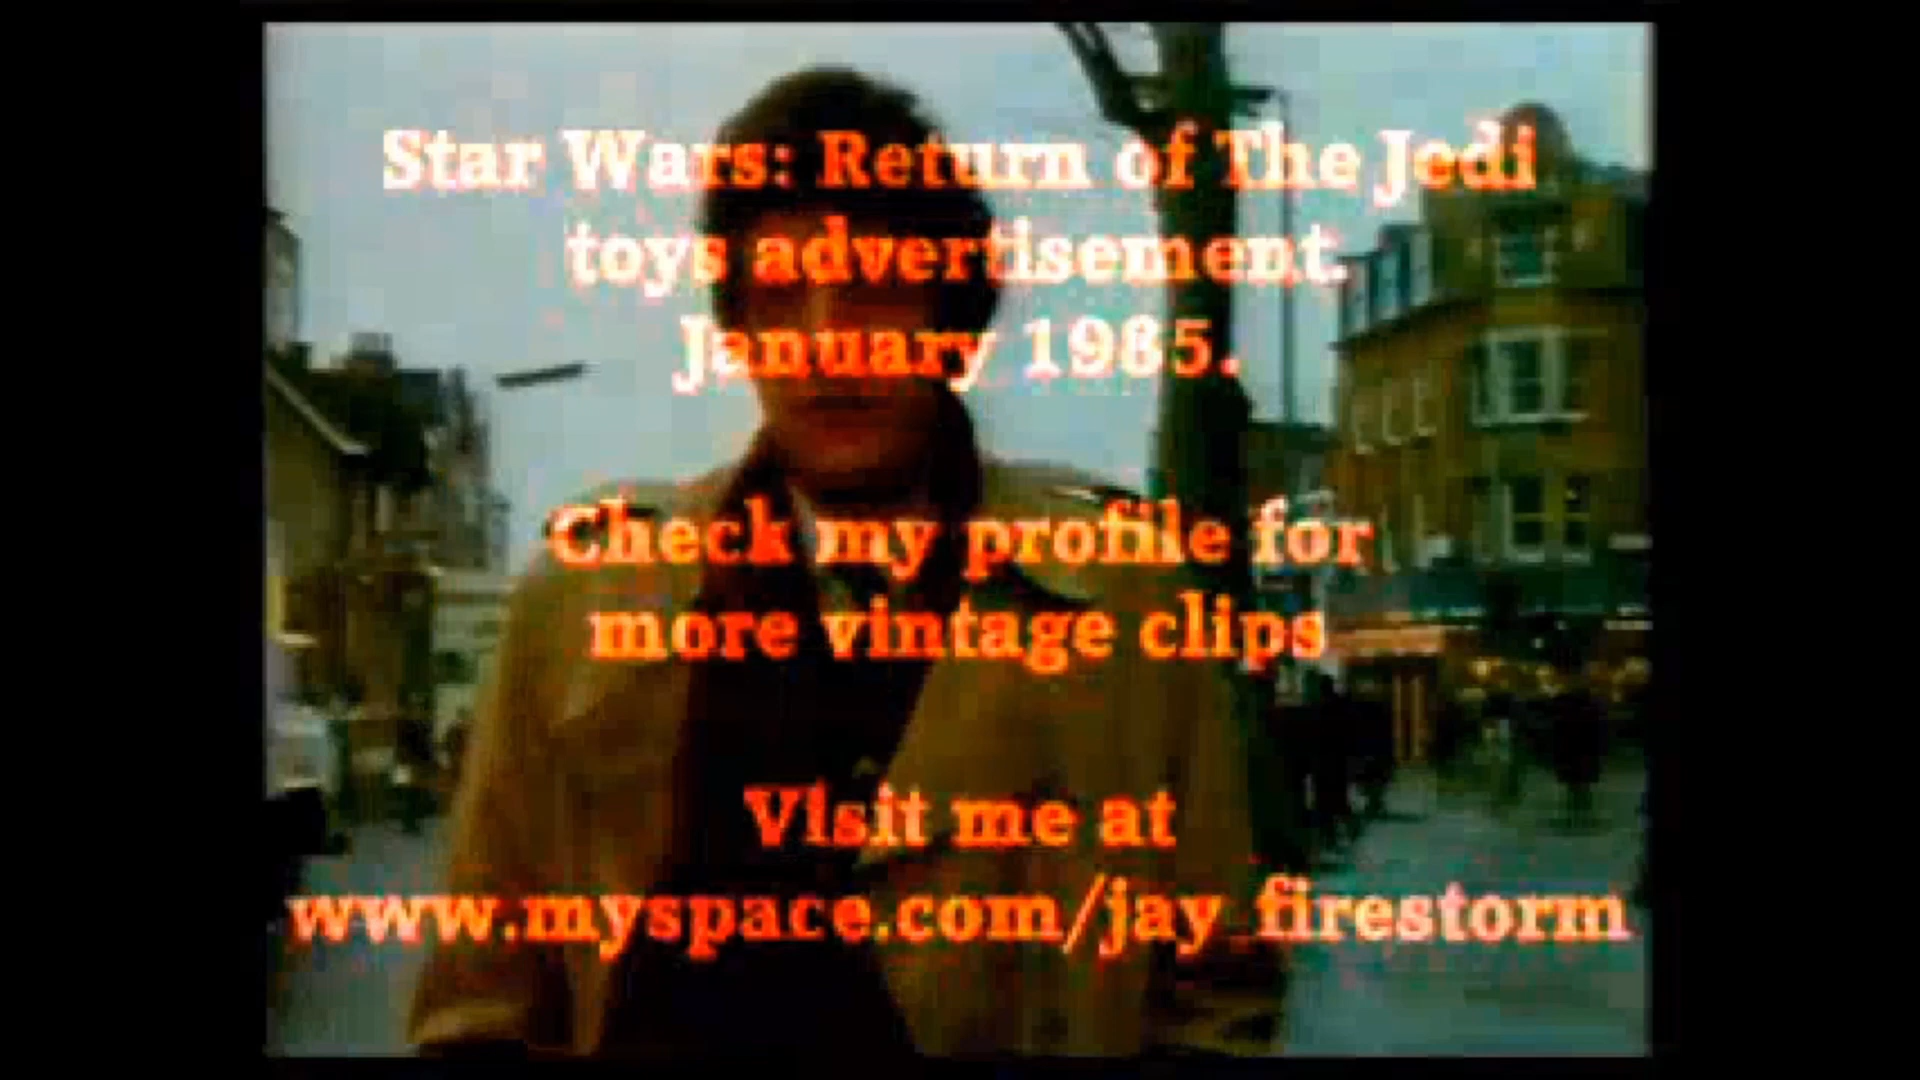 Star Wars: Return of The Jedi
toys advertisement.
January 1985.
Check my profile for
more vintage clips
Visit me at
www.myspace.com/jay_firestorm